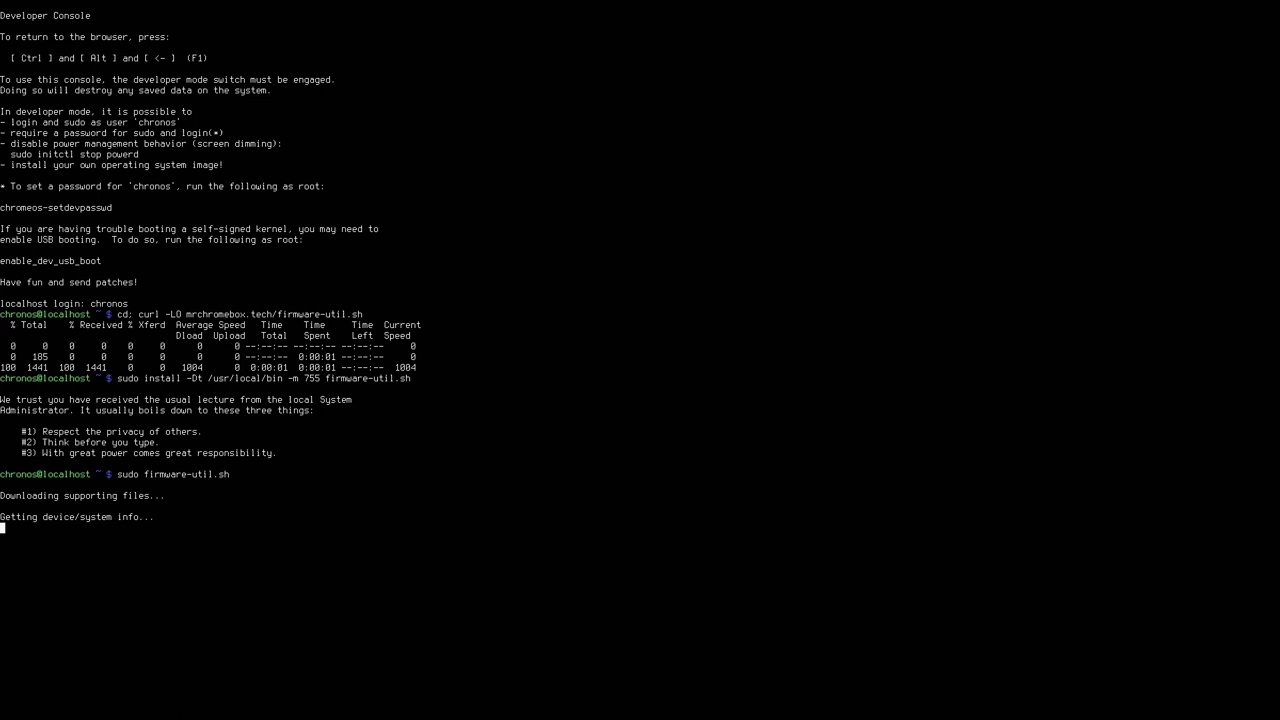 Developer Console
To return to the browser, press:
[ Ctrl ] and [ Alt ] and [ <- ]  (F1)
To use this console, the developer mode switch must be engaged.
Doing so will destroy any saved data on the system.
In developer mode, it is possible to
- login and sudo as user 'chronos'
- require a password for sudo and login(*)
- disable power management behavior (screen dimming):
sudo initctl stop powerd
- install your own operating system image!
* To set a password for 'chronos', run the following as root:
chromeos-setdevpasswd
If you are having trouble booting a self-signed kernel, you may need to
enable USB booting.  To do so, run the following as root:
enable_dev_usb_boot
Have fun and send patches!
localhost login: chronos
chronos@localhost ~ $ cd; curl -LO mrchromebox.tech/firmware-util.sh
% Total    % Received % Xferd  Average Speed   Time    Time     Time  Current
Dload  Upload   Total   Spent    Left  Speed
0     0    0     0    0     0      0      0 --:--:-- --:--:-- --:--:--     0
0   185    0     0    0     0      0      0 --:--:--  0:00:01 --:--:--     0
100  1441  100  1441    0     0   1004      0  0:00:01  0:00:01 --:--:--  1004
chronos@localhost ~ $ sudo install -Dt /usr/local/bin -m 755 firmware-util.sh
We trust you have received the usual lecture from the local System
Administrator. It usually boils down to these three things:
#1) Respect the privacy of others.
#2) Think before you type.
#3) With great power comes great responsibility.
chronos@localhost ~ $ sudo firmware-util.sh
Downloading supporting files...
Getting device/system info...